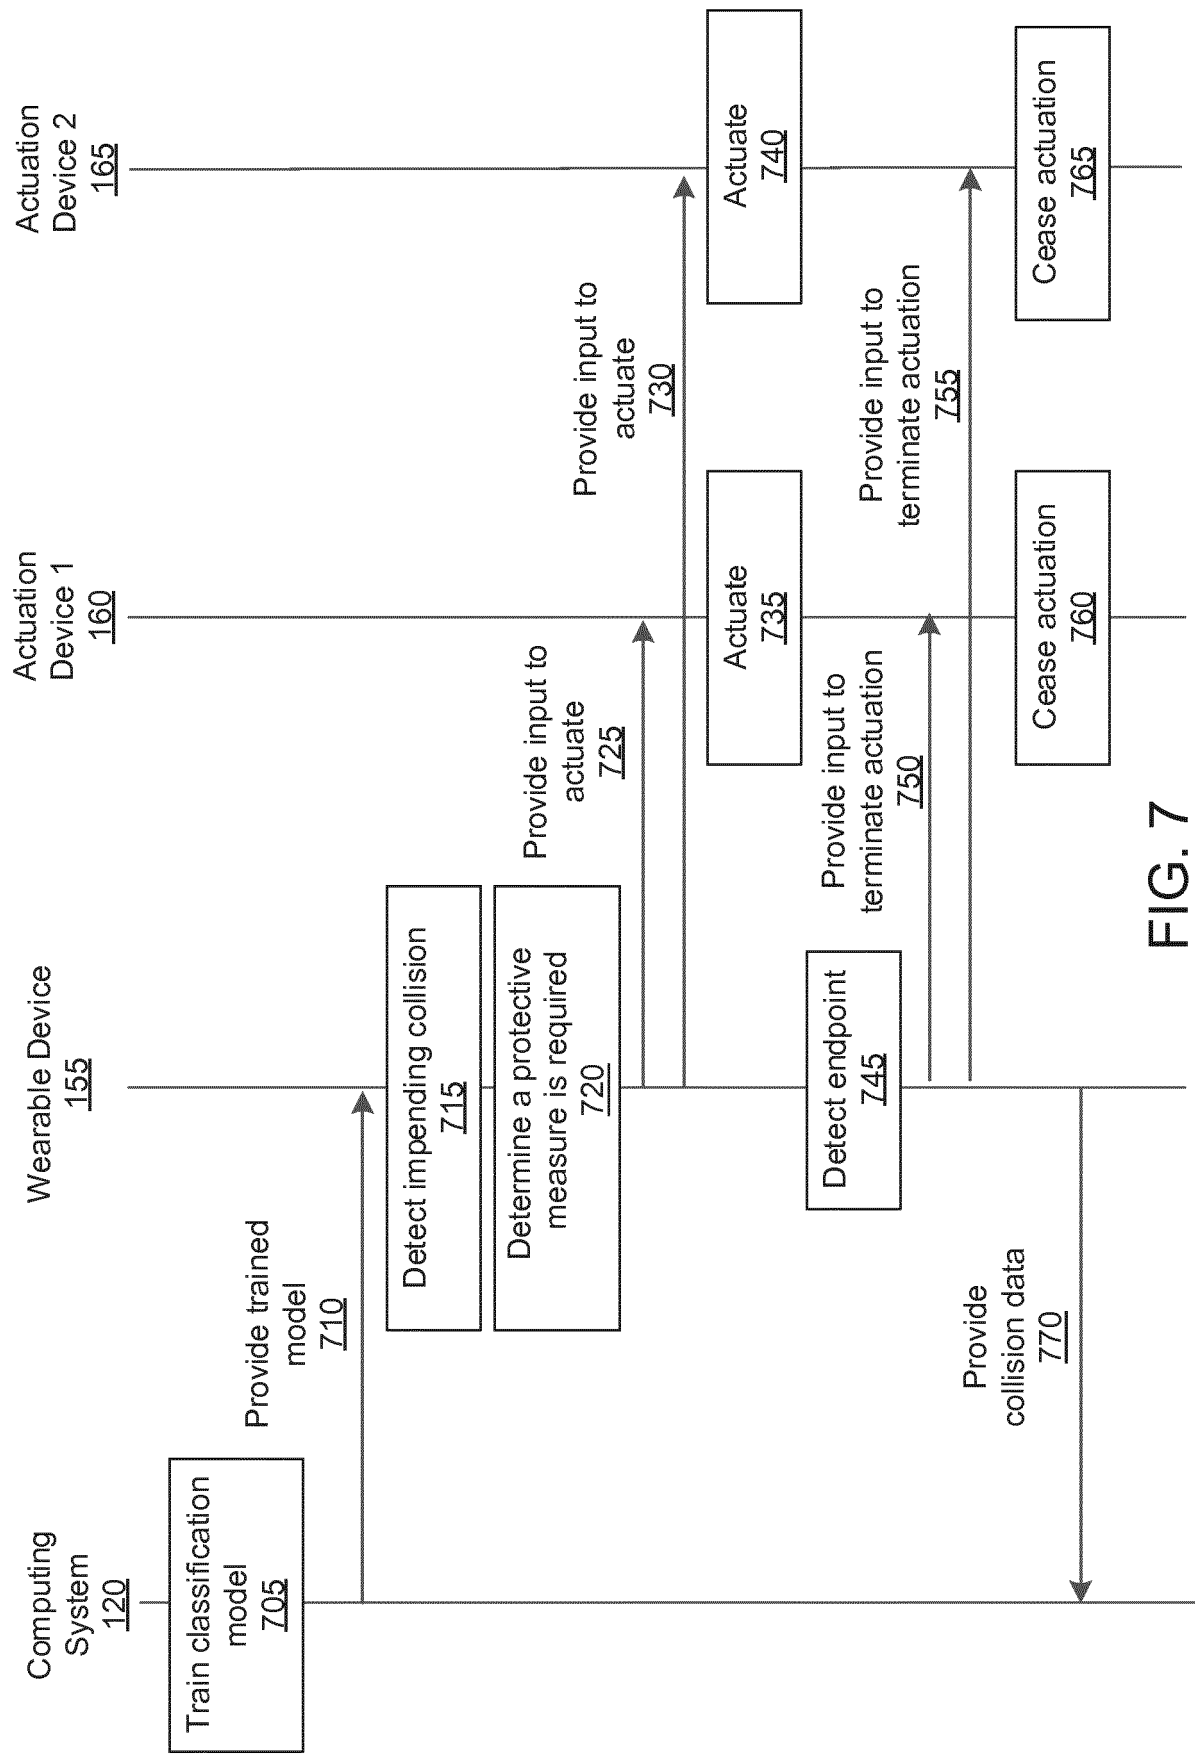 Computing
System
120
Wearable Device
155
Actuation
Device 1
160
Actuation
Device 2
165
Train classification
model
705
Provide trained
model
710
Detect impending collision
715
Determine a protective
measure is required
720
Provide input to
actuate
725
Provide input to
actuate
730
Actuate
735
Actuate
740
Detect endpoint
745
Provide input to
terminate actuation
750
Provide input to
terminate actuation
755
Cease actuation
760
Cease actuation
765
Provide
collision data
770
FIG. 7